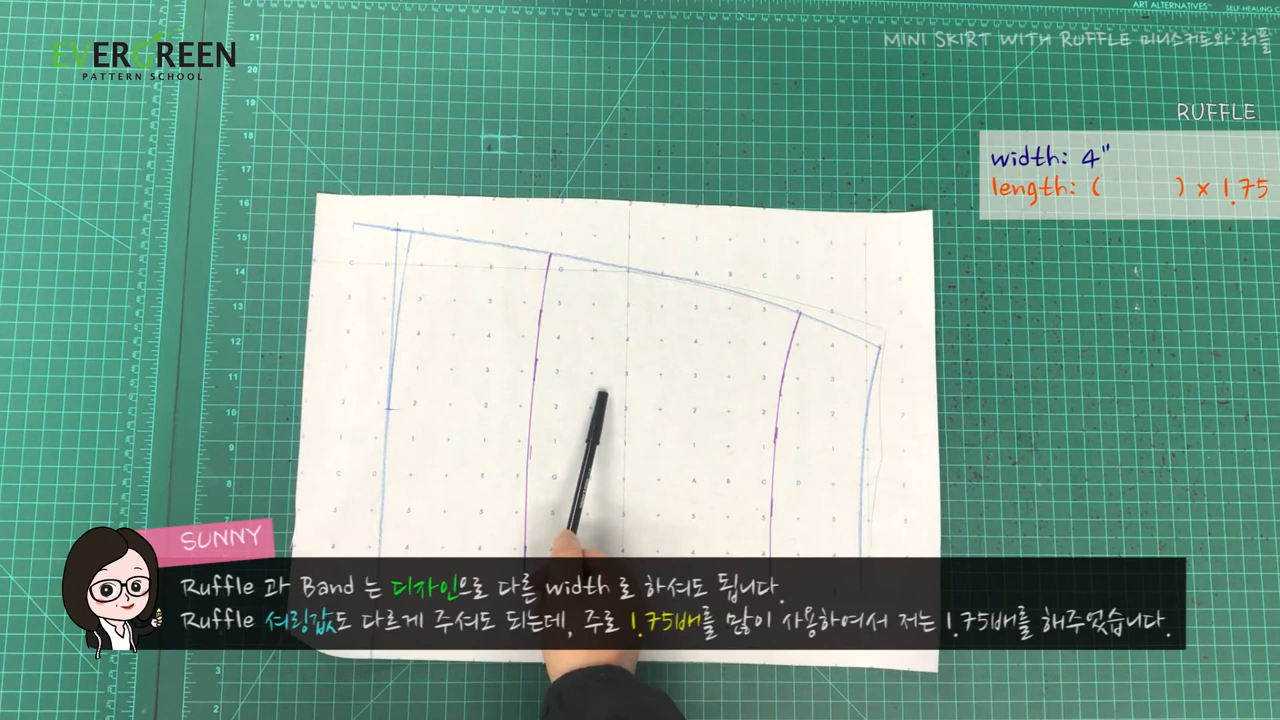 ART ALTERNATIVES™ SELF-HEALING
EVERGREEN
PATTERN SCHOOL
MINI SKIRT WITH RUFFLE 미니스커트와 러플
RUFFLE
width: 4"
length: ( ) x 1.75
SUNNY
Ruffle 과 Band 는 디자인으로 다른 width 로 하셔도 됩니다.
Ruffle 셔링값도 다르게 주셔도 되는데, 주로 1.75배를 많이 사용하여서 저는 1.75배를 해주었습니다.